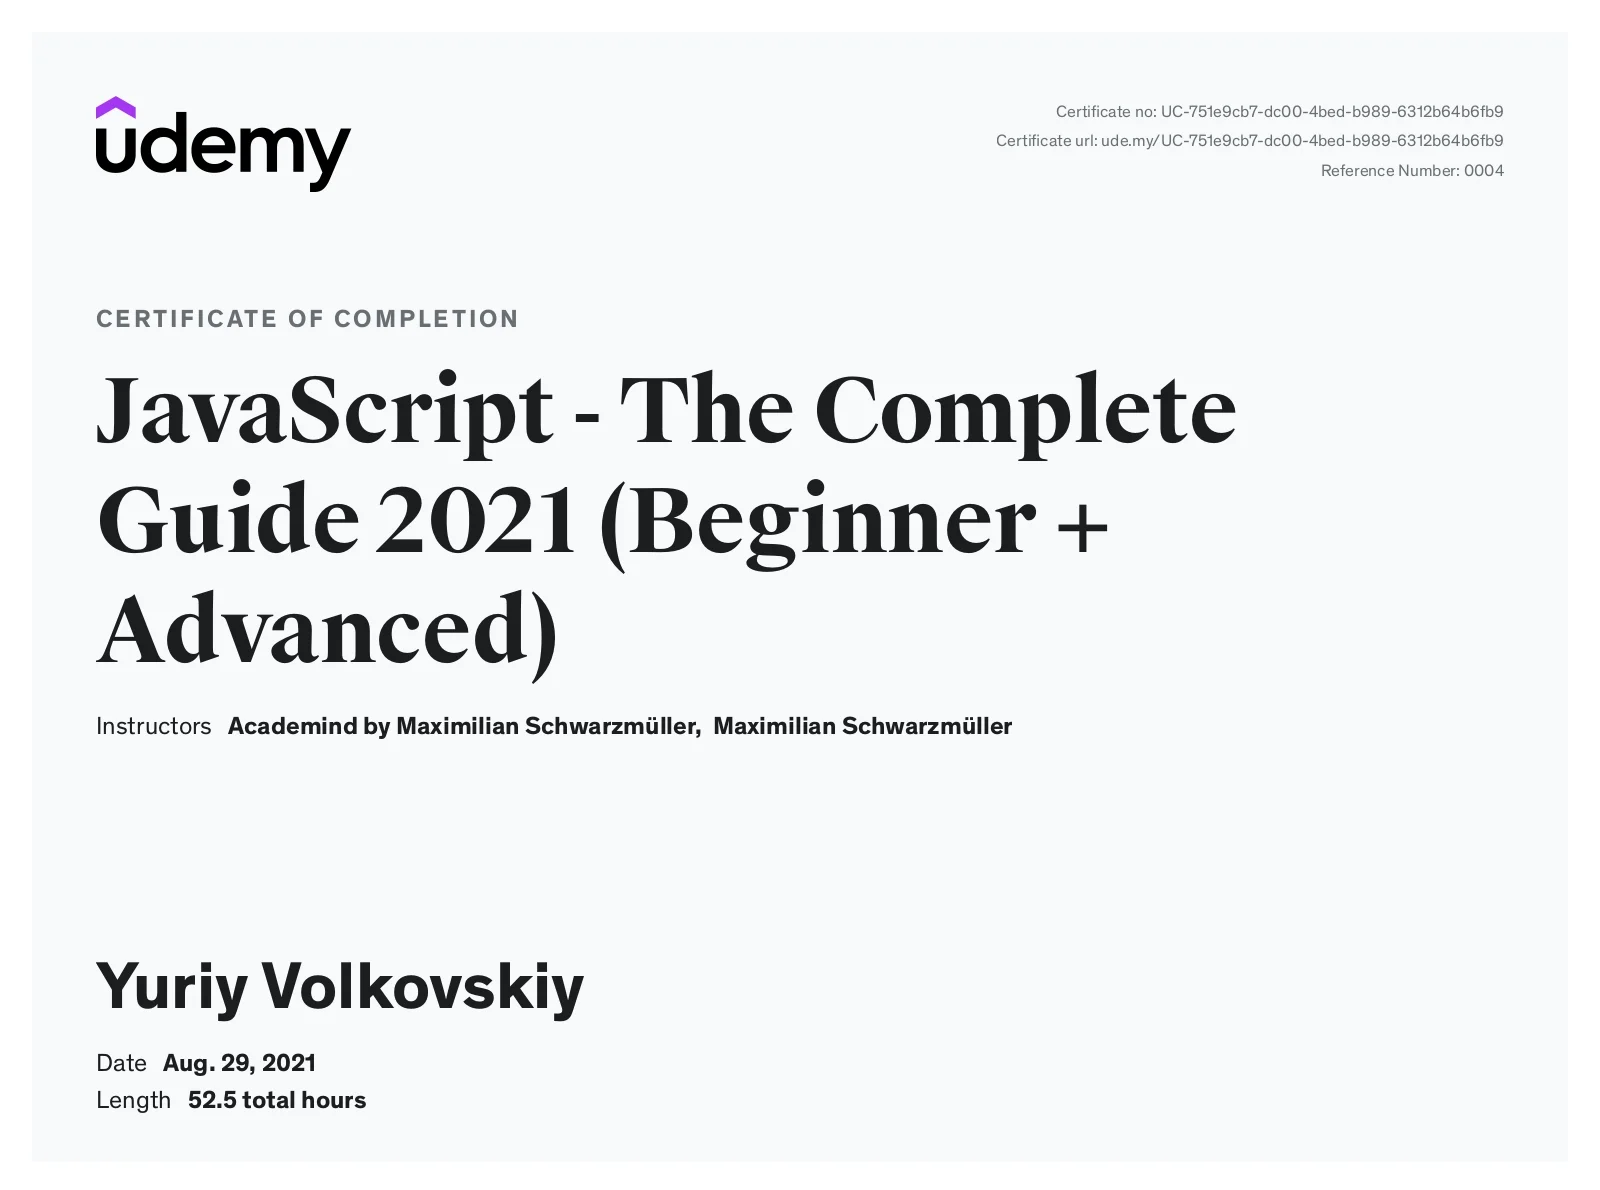 udemy
Certificate no: UC-751e9cb7-dc00-4bed-b989-6312b64b6fb9
Certificate url: ude.my/UC-751e9cb7-dc00-4bed-b989-6312b64b6fb9
Reference Number: 0004
CERTIFICATE OF COMPLETION
JavaScript - The Complete
Guide 2021 (Beginner +
Advanced)
Instructors Academind by Maximilian Schwarzmüller, Maximilian Schwarzmüller
Yuriy Volkovskiy
Date Aug. 29, 2021
Length 52.5 total hours